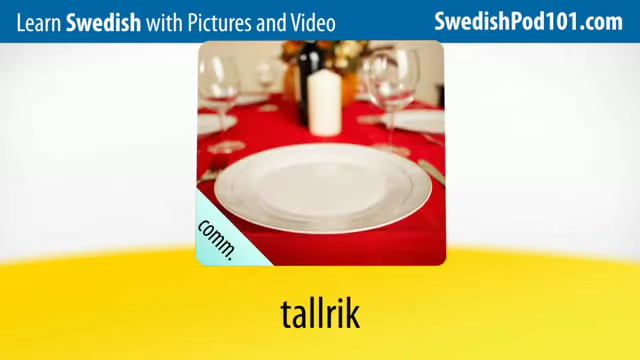 Learn Swedish with Pictures and Video
SwedishPod101.com
comm.
tallrik